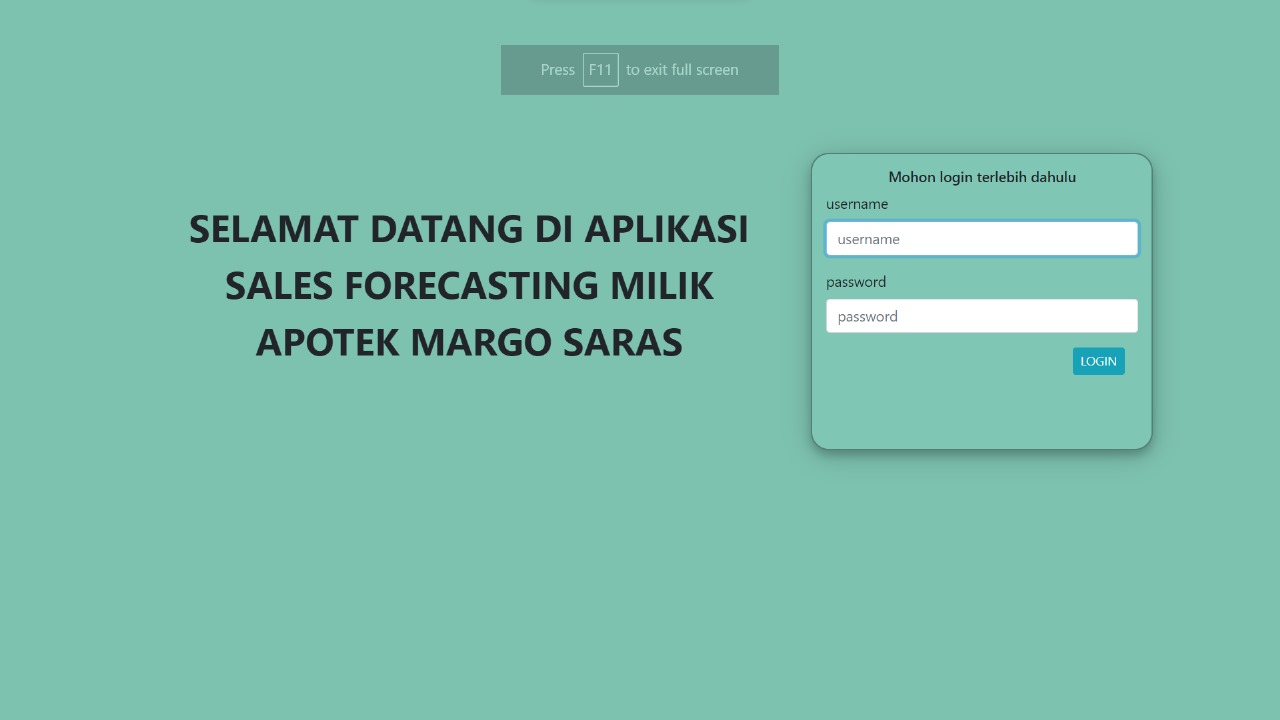 Press F11 to exit full screen
SELAMAT DATANG DI APLIKASI
SALES FORECASTING MILIK
APOTEK MARGO SARAS
Mohon login terlebih dahulu
username
username
password
password
LOGIN